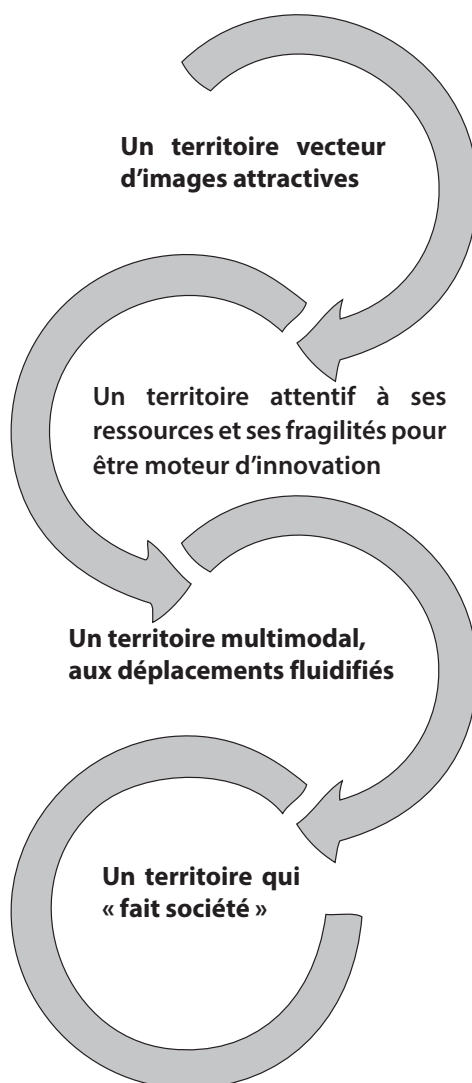 Un territoire vecteur
d’images attractives
Un territoire attentif à ses
ressources et ses fragilités pour
être moteur d’innovation
Un territoire multimodal,
aux déplacements fluidifiés
Un territoire qui
« fait société »